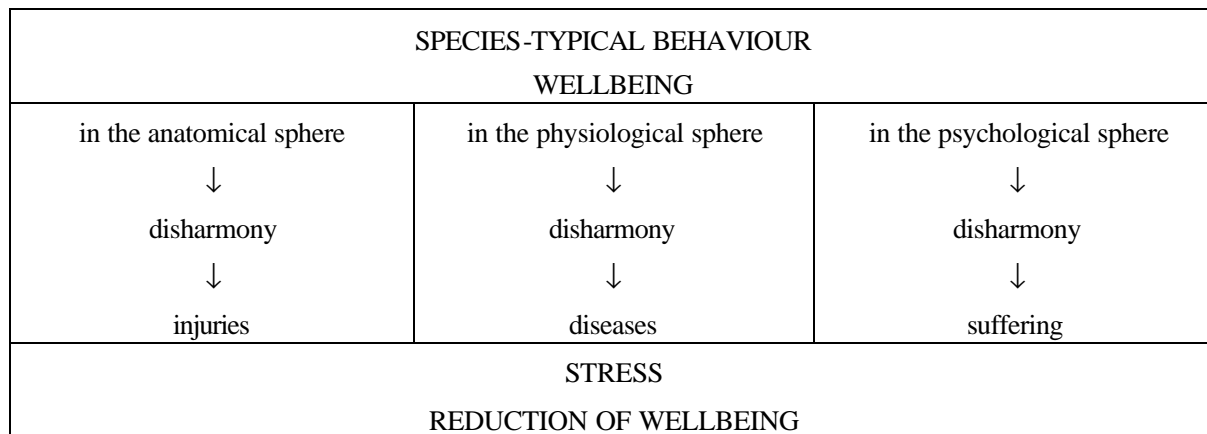 SPECIES-TYPICAL BEHAVIOUR
WELLBEING
in the anatomical sphere
↓
disharmony
↓
injuries
in the physiological sphere
↓
disharmony
↓
diseases
in the psychological sphere
↓
disharmony
↓
suffering
STRESS
REDUCTION OF WELLBEING